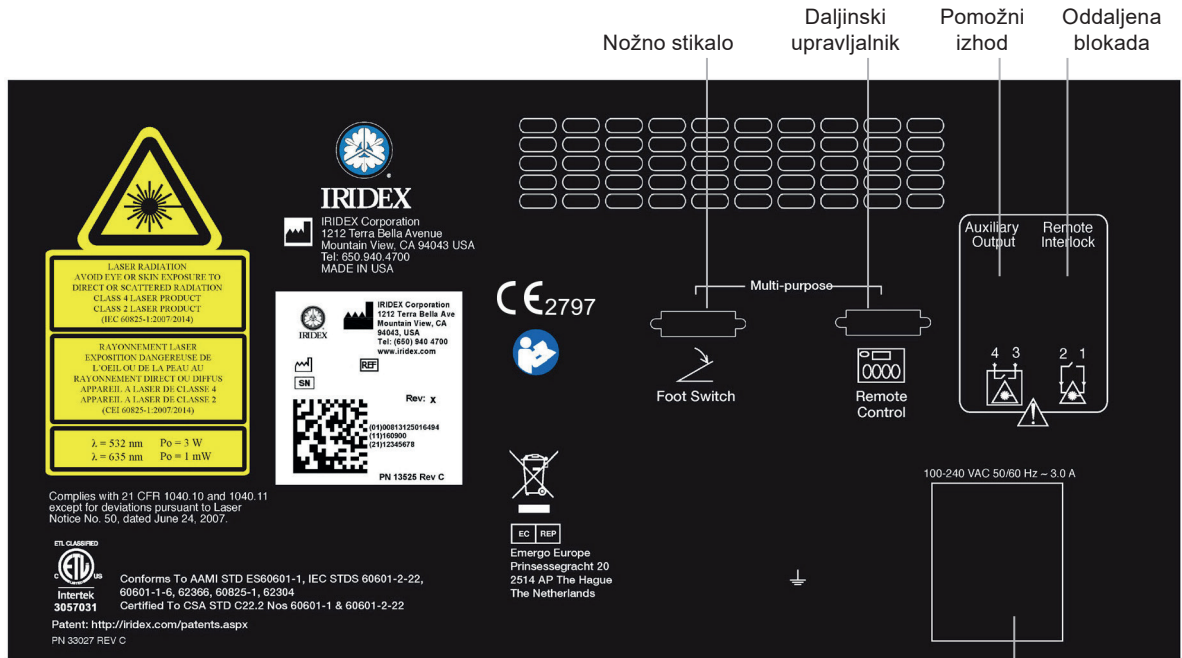 Nožno stikalo
Daljinski
upravljalnik
Pomožni
izhod
Oddaljena
blokada
LASER RADIATION
AVOID EYE OR SKIN EXPOSURE TO
DIRECT OR SCATTERED RADIATION
CLASS 4 LASER PRODUCT
CLASS 2 LASER PRODUCT
(IEC 60825-1:2007/2014)
RAYONNEMENT LASER
EXPOSITION DANGEREUSE DE
L'OEIL OU DE LA PEAU AU
RAYONNEMENT DIRECT OU DIFFUS
APPAREIL A LASER DE CLASSE 4
APPAREIL A LASER DE CLASSE 2
(CEI 60825-1:2007/2014)
λ = 532 nm Po = 3 W
λ = 635 nm Po = 1 mW
Complies with 21 CFR 1040.10 and 1040.11
except for deviations pursuant to Laser
Notice No. 50, dated June 24, 2007.
ETL CLASSIFIED
C ETL US
Intertek
3057031
Conforms To AAMI STD ES60601-1, IEC STDS 60601-2-22,
60601-1-6, 62366, 60825-1, 62304
Certified To CSA STD C22.2 Nos 60601-1 & 60601-2-22
Patent: http://iridex.com/patents.aspx
PN 33027 REV C
IRIDEX
IRIDEX Corporation
1212 Terra Bella Avenue
Mountain View, CA 94043 USA
Tel: 650.940.4700
MADE IN USA
IRIDEX
IRIDEX Corporation
1212 Terra Bella Ave
Mountain View, CA
94043, USA
Tel: (650) 940 4700
www.iridex.com
REF
SN
Rev: x
(01)00813125016494
(11)160900
(21)12345678
PN 13525 Rev C
CE 2797
EC REP
Emergo Europe
Prinsessegracht 20
2514 AP The Hague
The Netherlands
Multi-purpose
Foot Switch
Remote
Control
Auxiliary
Output
Remote
Interlock
4 3
2 1
100-240 VAC 50/60 Hz ~ 3.0 A